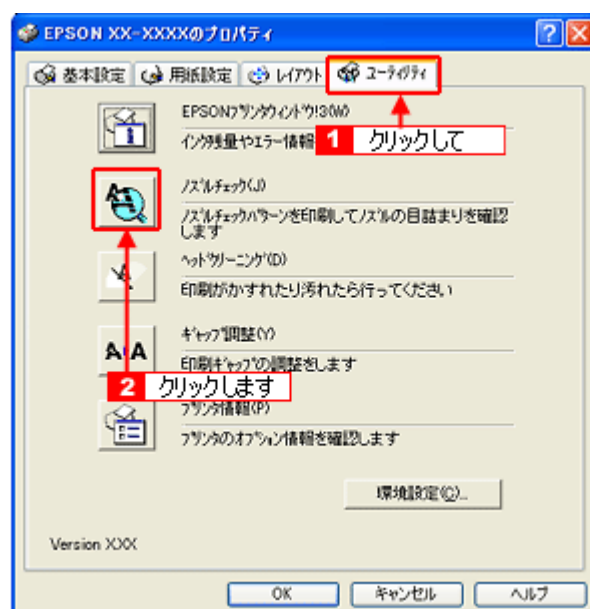 EPSON XX-XXXXのプロパティ
基本設定 用紙設定 レイアウト ユーティリティ
EPSONプリンタウィンドウ!3(W)
インク残量やエラー情報
1 クリックして
ノズルチェック(J)
ノズルチェックパターンを印刷してノズルの目詰まりを確認
します
ヘッドクリーニング(D)
印刷がかすれたり汚れたら行ってください
ギャップ調整(Y)
印刷ギャップの調整をします
2 クリックします
プリンタ情報(P)
プリンタのオプション情報を確認します
環境設定(C)...
Version XXX
OK キャンセル ヘルプ